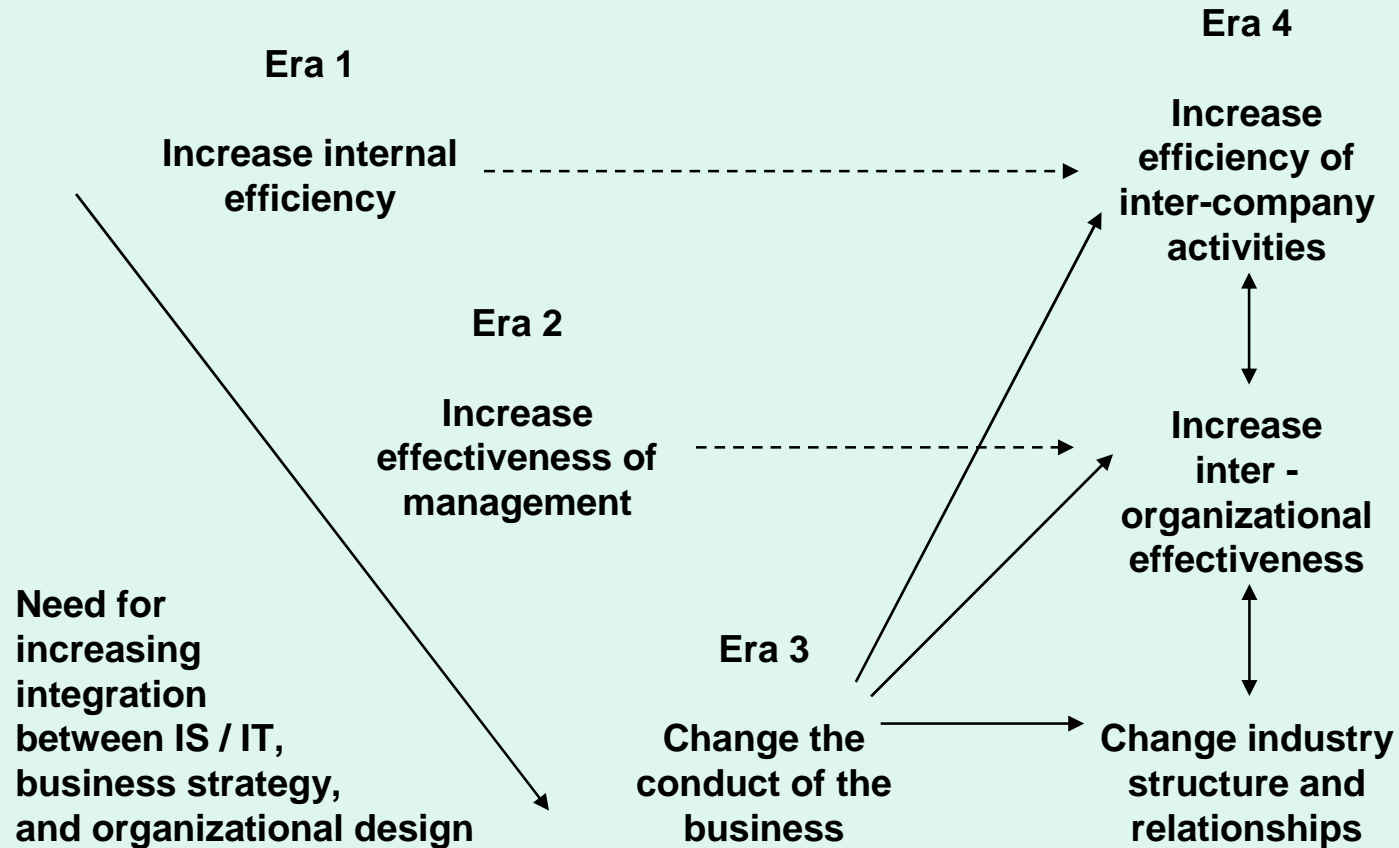 Era 1
Increase internal
efficiency
Era 2
Increase
effectiveness of
management
Need for
increasing
integration
between IS / IT,
business strategy,
and organizational design
Era 3
Change the
conduct of the
business
Era 4
Increase
efficiency of
inter-company
activities
Increase
inter -
organizational
effectiveness
Change industry
structure and
relationships